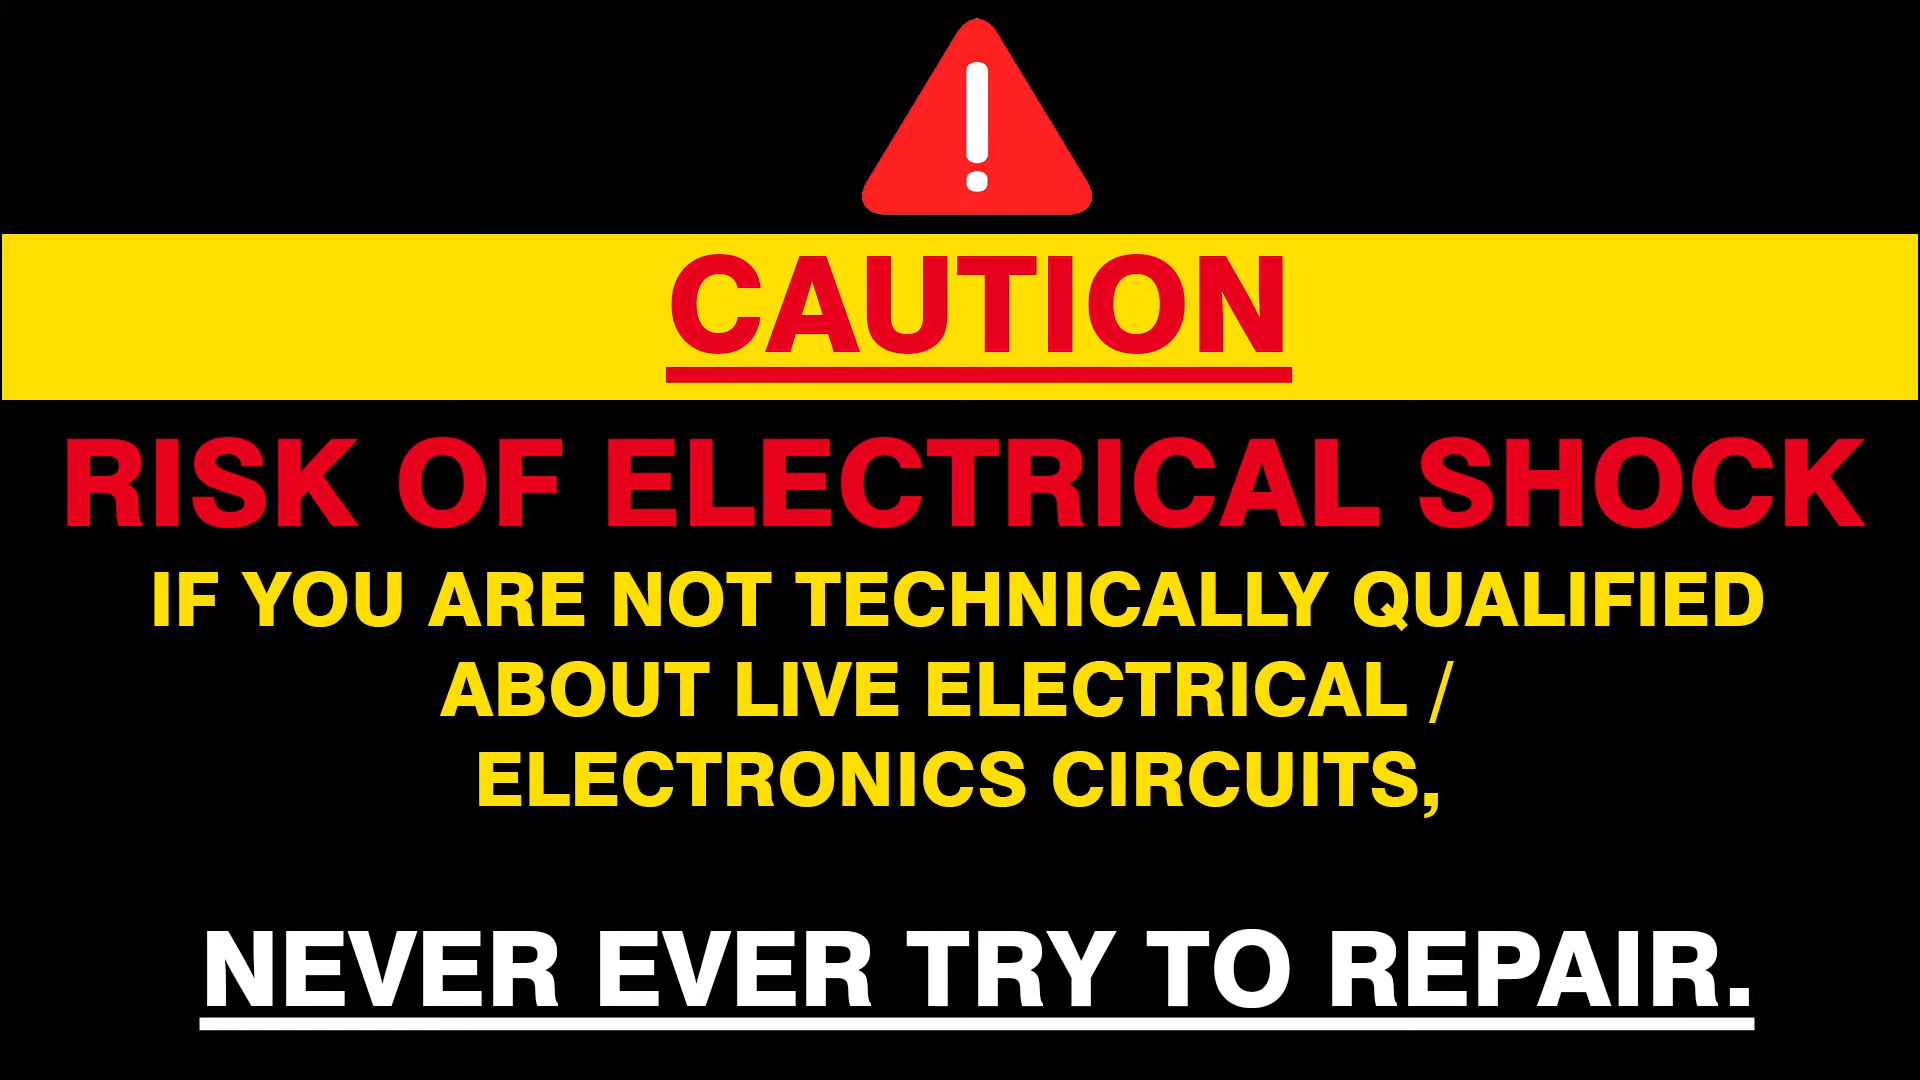 CAUTION
RISK OF ELECTRICAL SHOCK
IF YOU ARE NOT TECHNICALLY QUALIFIED
ABOUT LIVE ELECTRICAL /
ELECTRONICS CIRCUITS,
NEVER EVER TRY TO REPAIR.